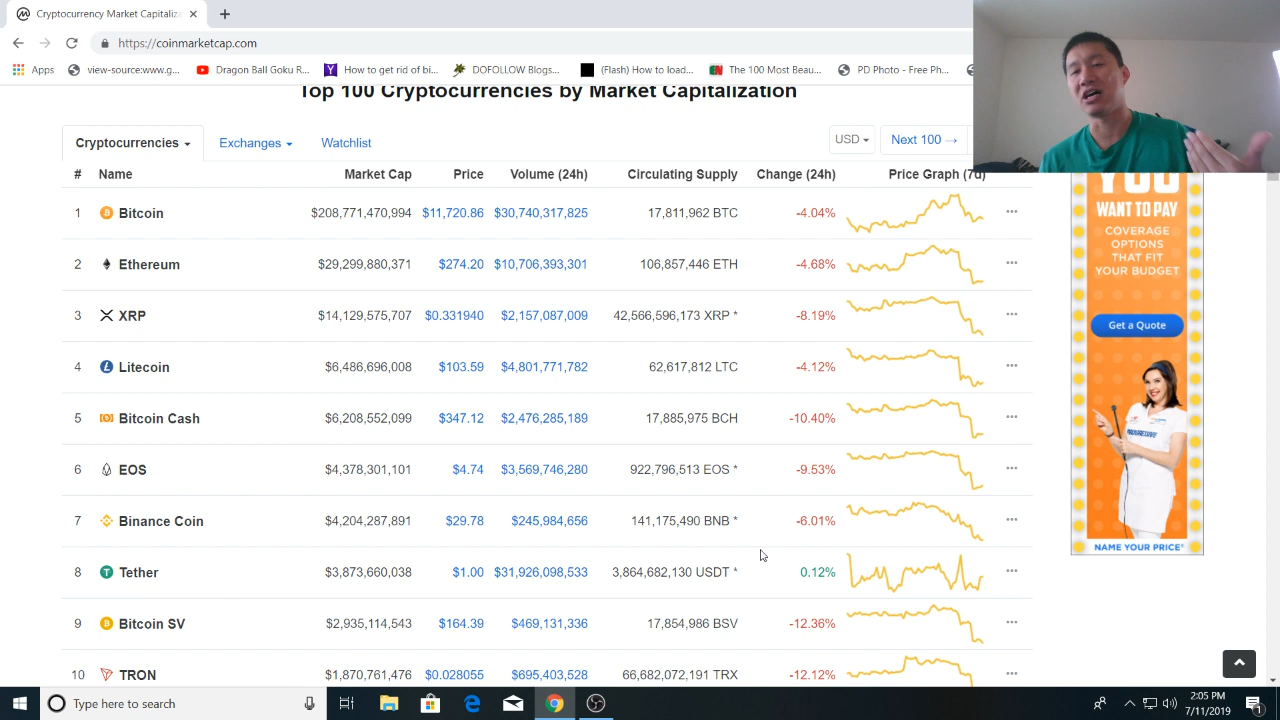 Cryptocurrency Market Capitaliz
https://coinmarketcap.com
Apps view-source:www.g... Dragon Ball Goku R... How to get rid of bi... DOFOLLOW Blogs... (Flash) How to load... The 100 Most Beau... PD Photo - Free Ph...
Top 100 Cryptocurrencies by Market Capitalization
Cryptocurrencies Exchanges Watchlist USD Next 100 →
# Name Market Cap Price Volume (24h) Circulating Supply Change (24h) Price Graph (7d)
1 Bitcoin $208,771,470,994 $11,720.86 $30,740,317,825 17,811,962 BTC -4.04%
2 Ethereum $29,299,880,371 $274.20 $10,706,393,301 106,857,446 ETH -4.68%
3 XRP $14,129,575,707 $0.331940 $2,157,087,009 42,566,596,173 XRP * -8.19%
4 Litecoin $6,486,696,008 $103.59 $4,801,771,782 62,617,812 LTC -4.12%
5 Bitcoin Cash $6,208,552,099 $347.12 $2,476,285,189 17,885,975 BCH -10.40%
6 EOS $4,378,301,101 $4.74 $3,569,746,280 922,796,513 EOS * -9.53%
7 Binance Coin $4,204,287,891 $29.78 $245,984,656 141,175,490 BNB * -6.01%
8 Tether $3,873,660,038 $1.00 $31,926,098,533 3,864,682,130 USDT * 0.12%
9 Bitcoin SV $2,935,114,543 $164.39 $469,131,336 17,854,986 BSV -12.36%
10 TRON $1,870,761,476 $0.028055 $695,403,528 66,682,072,191 TRX -12.12%
YOU
WANT TO PAY
COVERAGE
OPTIONS
THAT FIT
YOUR BUDGET
Get a Quote
PROGRESSIVE
NAME YOUR PRICE®
Type here to search
2:05 PM
7/11/2019
1